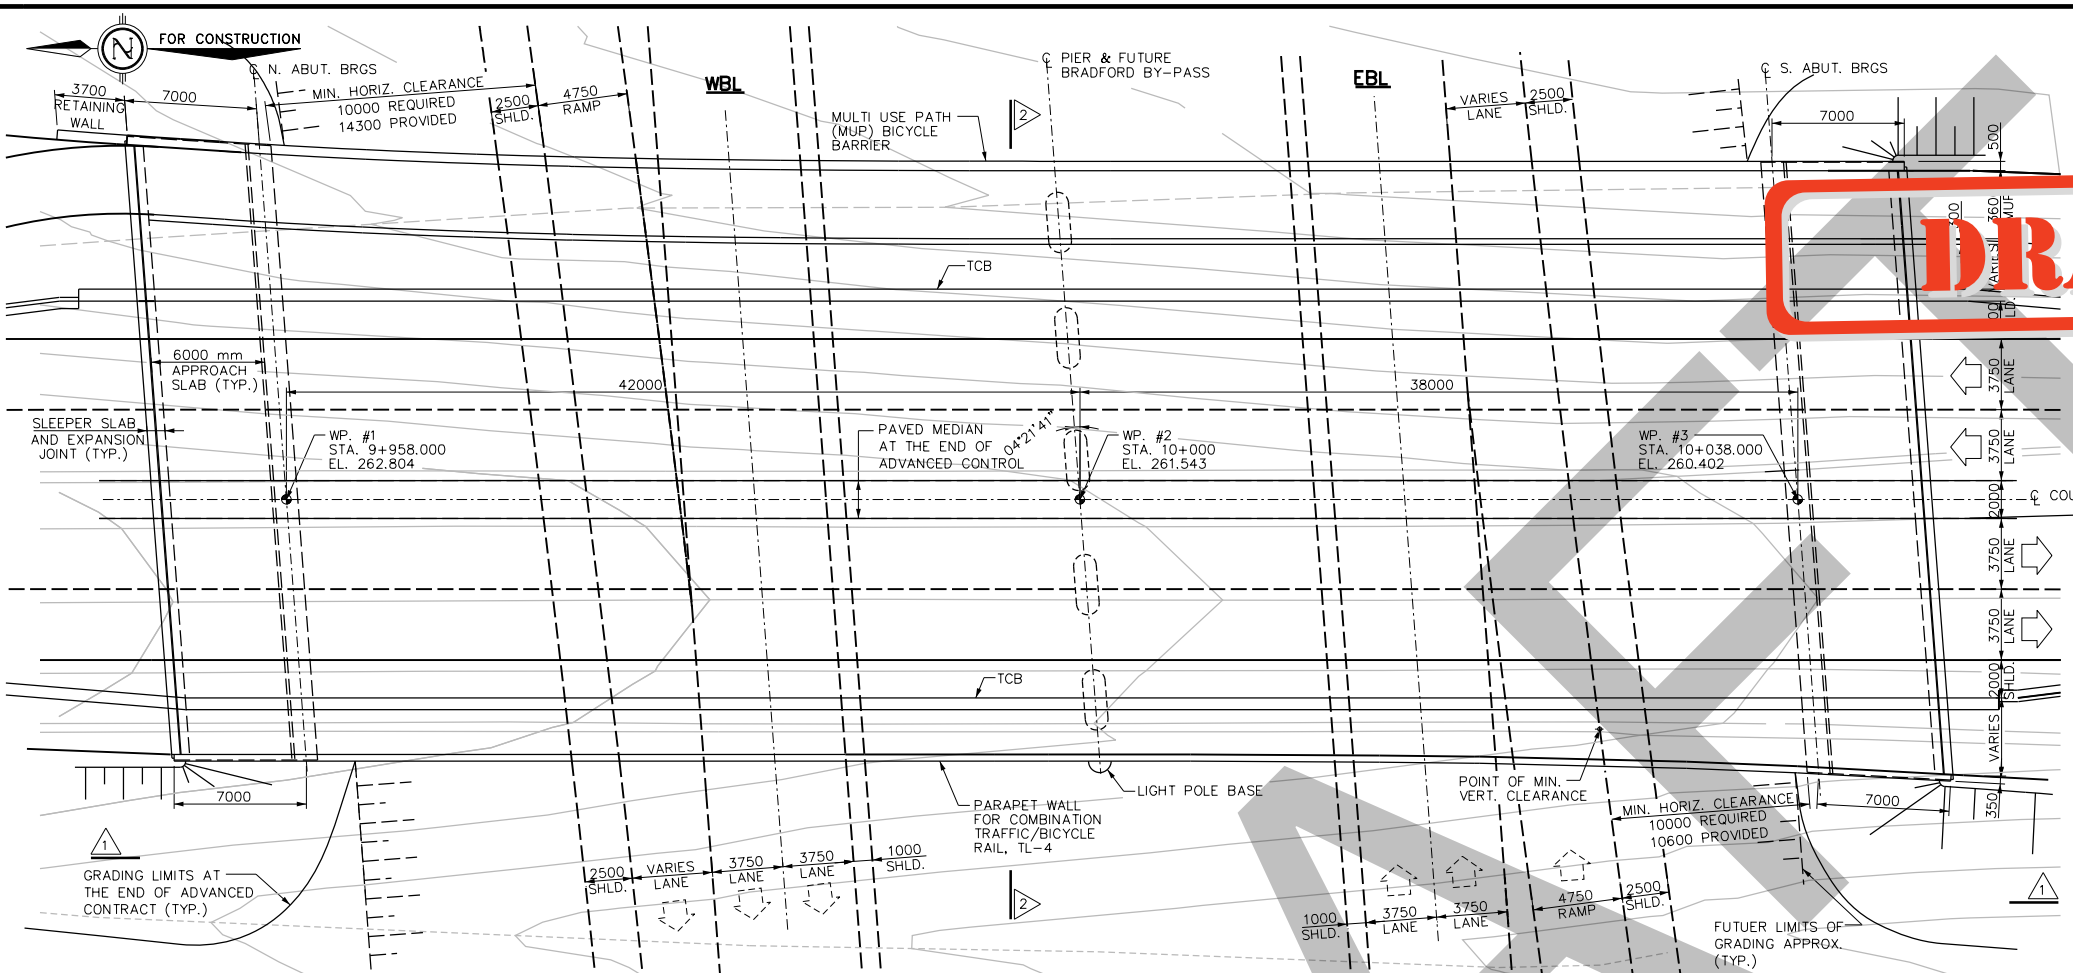 N
FOR CONSTRUCTION
℄ N. ABUT. BRGS
3700
RETAINING
WALL
7000
MIN. HORIZ. CLEARANCE
10000 REQUIRED
14300 PROVIDED
2500
SHLD.
4750
RAMP
WBL
MULTI USE PATH
(MUP) BICYCLE
BARRIER
2
℄ PIER & FUTURE
BRADFORD BY-PASS
EBL
VARIES
LANE
2500
SHLD.
℄ S. ABUT. BRGS
7000
500
MUP
TCB
6000 mm
APPROACH
SLAB (TYP.)
42000
38000
3750
LANE
SLEEPER SLAB
AND EXPANSION
JOINT (TYP.)
WP. #1
STA. 9+958.000
EL. 262.804
PAVED MEDIAN
AT THE END OF
ADVANCED CONTROL
04°21'41"
WP. #2
STA. 10+000
EL. 261.543
WP. #3
STA. 10+038.000
EL. 260.402
3750
LANE
2000
℄ COU
3750
LANE
3750
LANE
TCB
2000
SHLD.
VARIES
350
7000
LIGHT POLE BASE
PARAPET WALL
FOR COMBINATION
TRAFFIC/BICYCLE
RAIL, TL-4
POINT OF MIN.
VERT. CLEARANCE
MIN. HORIZ. CLEARANCE
10000 REQUIRED
10600 PROVIDED
7000
1
GRADING LIMITS AT
THE END OF ADVANCED
CONTRACT (TYP.)
2500
SHLD.
VARIES
LANE
3750
LANE
3750
LANE
1000
SHLD.
2
1000
SHLD.
3750
LANE
3750
LANE
4750
RAMP
2500
SHLD.
FUTUER LIMITS OF
GRADING APPROX.
(TYP.)
1